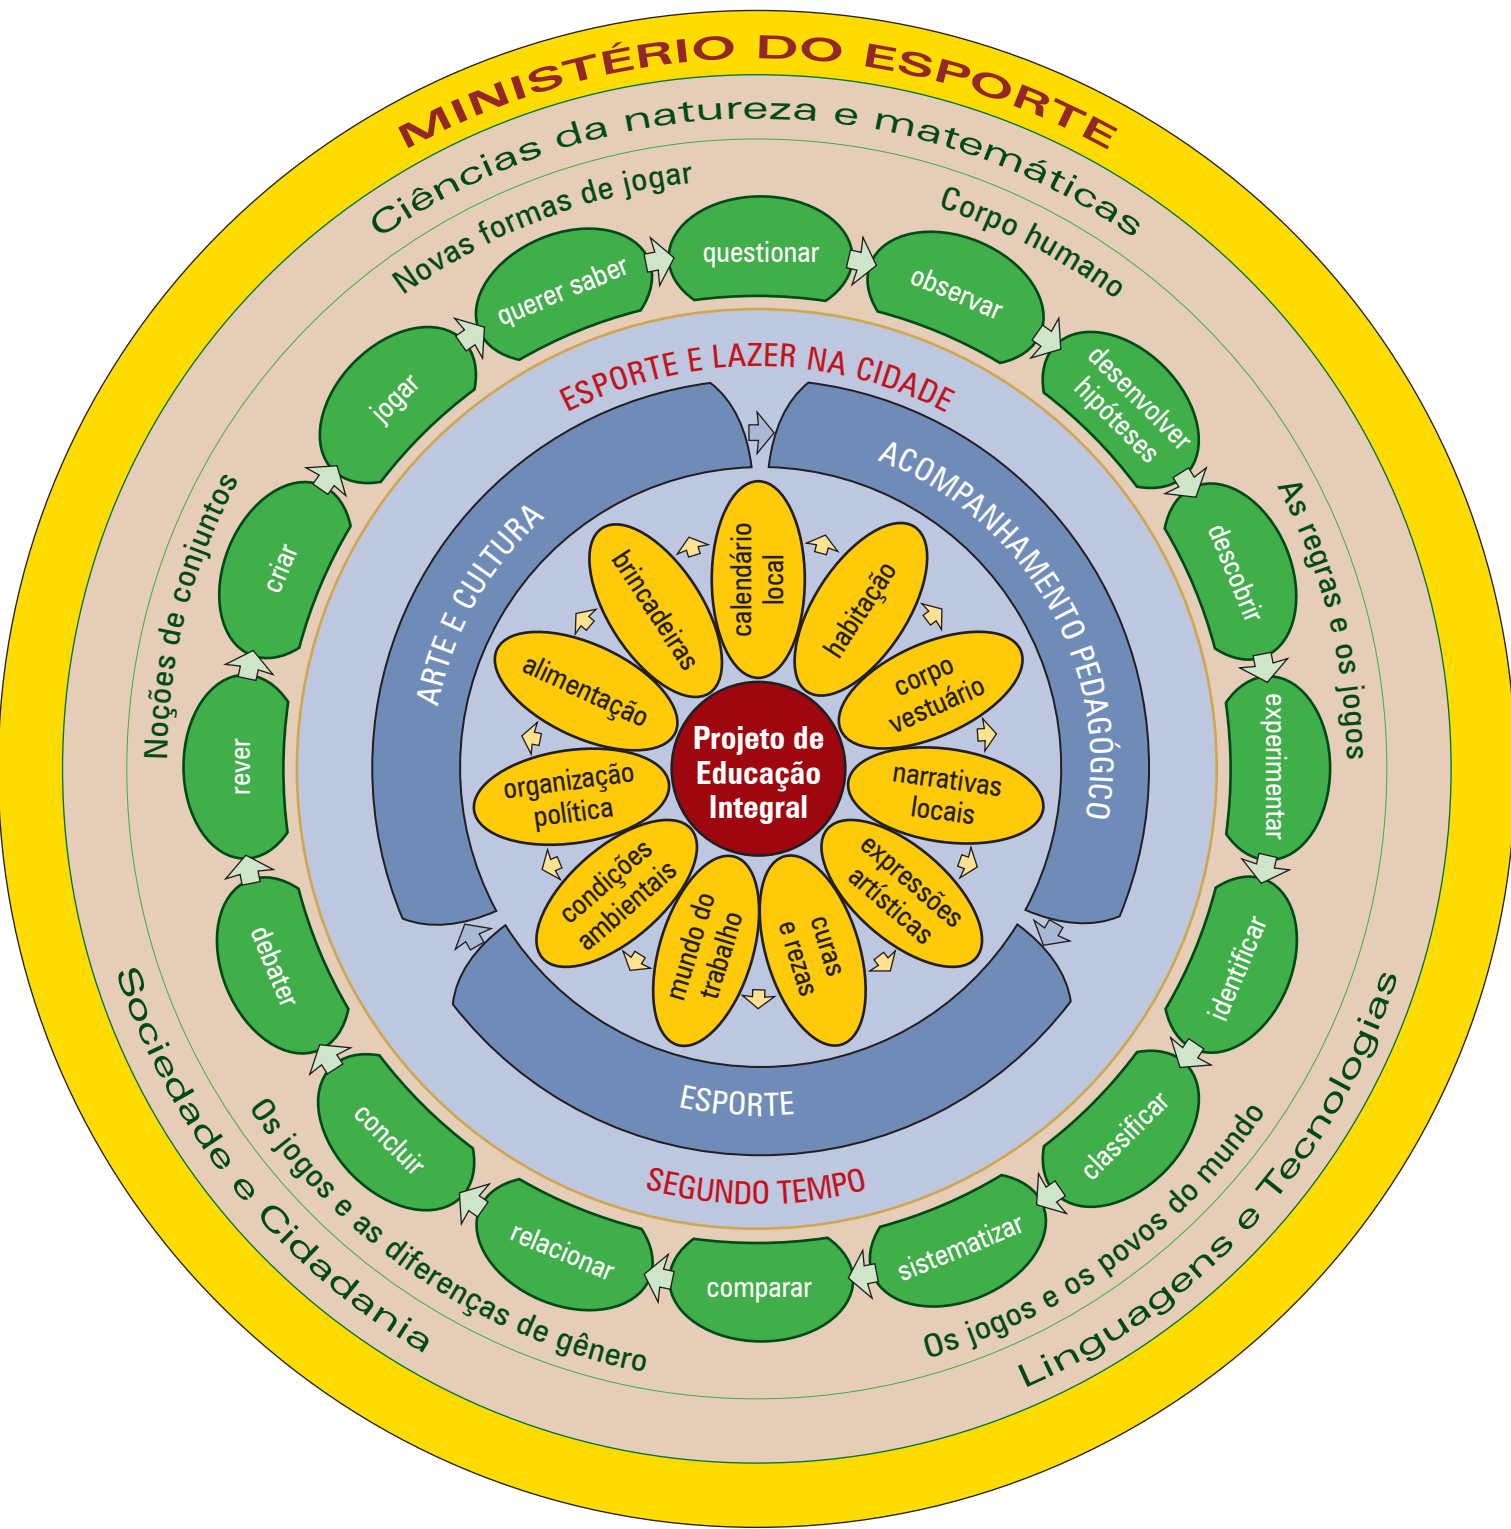 MINISTÉRIO DO ESPORTE
Ciências da natureza e matemáticas
Linguagens e Tecnologias
Sociedade e Cidadania
Novas formas de jogar
Corpo humano
As regras e os jogos
Os jogos e os povos do mundo
Os jogos e as diferenças de gênero
Noções de conjuntos
questionar
observar
desenvolver
hipóteses
descobrir
experimentar
identificar
classificar
sistematizar
comparar
relacionar
concluir
debater
rever
criar
jogar
querer saber
ESPORTE E LAZER NA CIDADE
SEGUNDO TEMPO
ACOMPANHAMENTO PEDAGÓGICO
ESPORTE
ARTE E CULTURA
calendário
local
habitação
corpo
vestuário
narrativas
locais
expressões
artísticas
curas
e rezas
mundo do
trabalho
condições
ambientais
organização
política
alimentação
brincadeiras
Projeto de
Educação
Integral